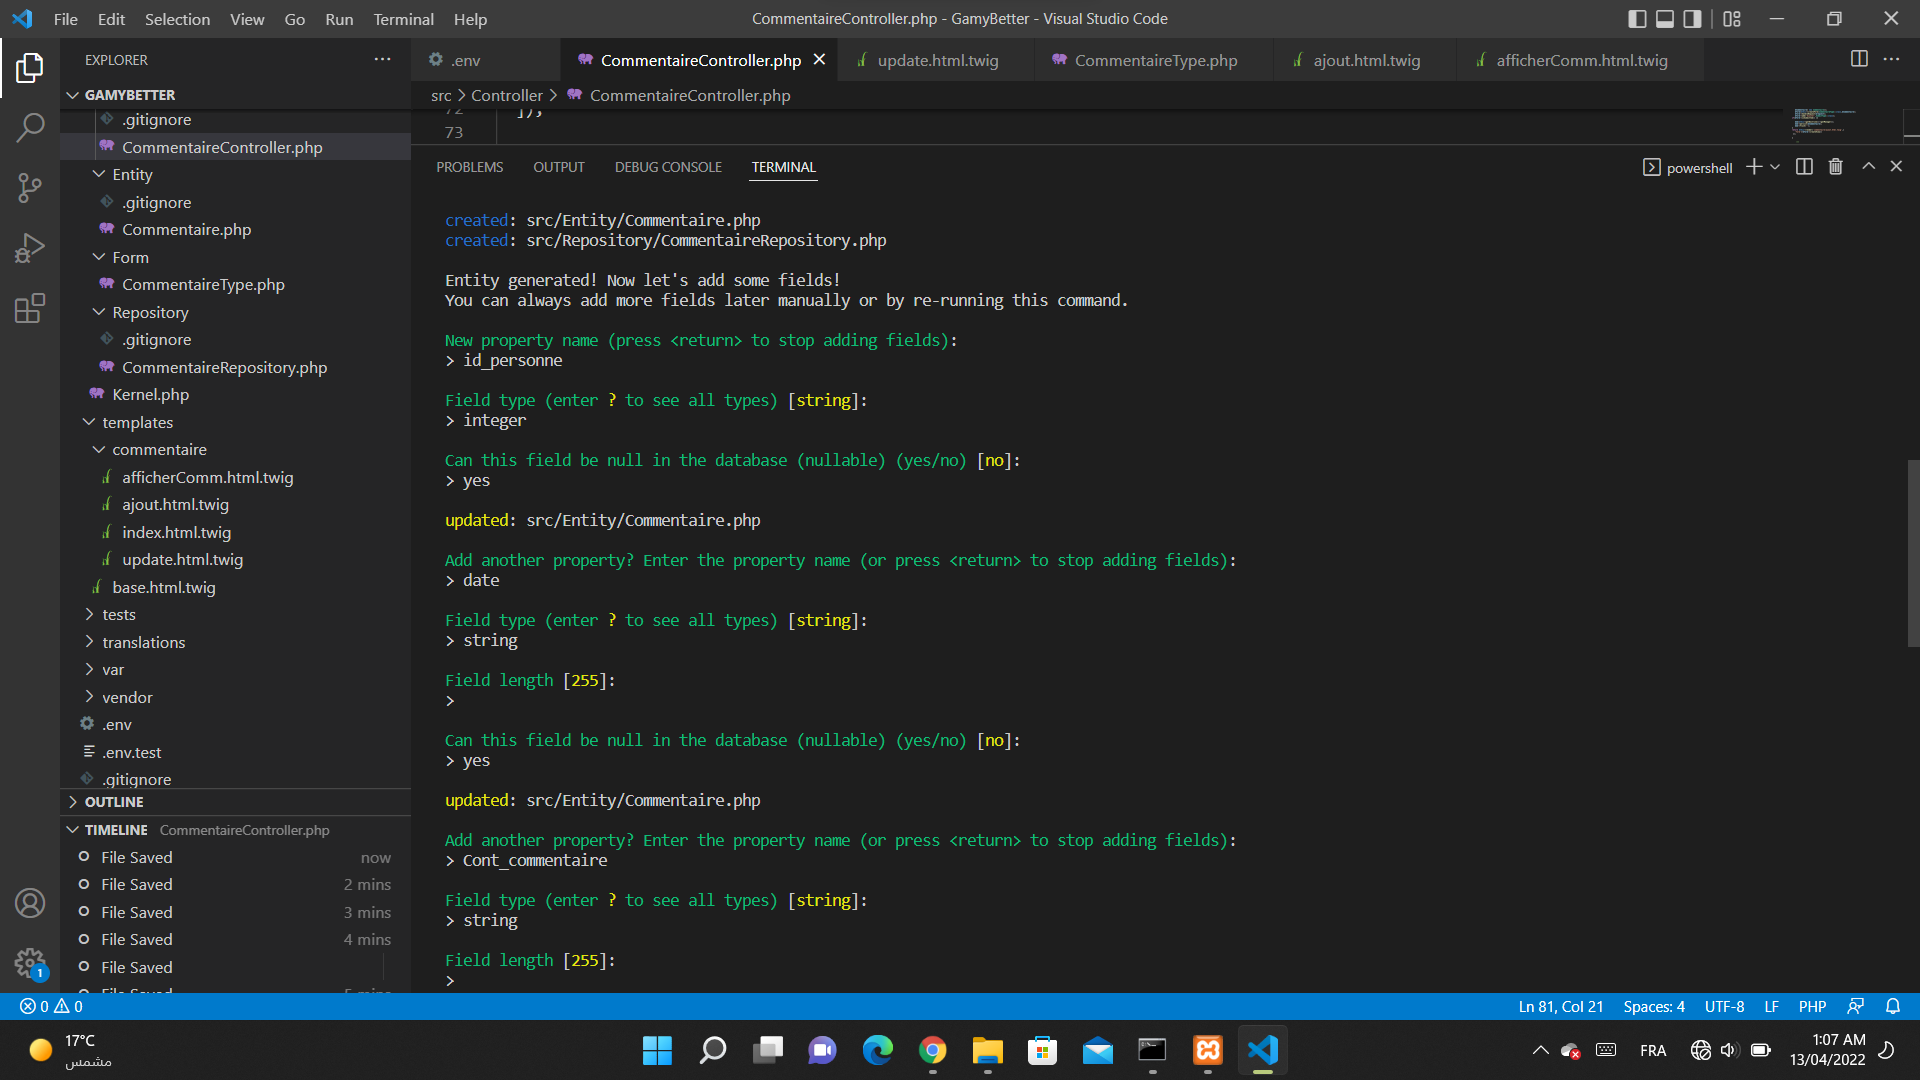 File Edit Selection View Go Run Terminal Help
CommentaireController.php - GamyBetter - Visual Studio Code
EXPLORER
.env
CommentaireController.php
update.html.twig
CommentaireType.php
ajout.html.twig
afficherComm.html.twig
src > Controller > CommentaireController.php
GAMYBETTER
.gitignore
CommentaireController.php
Entity
.gitignore
Commentaire.php
Form
CommentaireType.php
Repository
.gitignore
CommentaireRepository.php
Kernel.php
templates
commentaire
afficherComm.html.twig
ajout.html.twig
index.html.twig
update.html.twig
base.html.twig
tests
translations
var
vendor
.env
.env.test
.gitignore
OUTLINE
TIMELINE CommentaireController.php
File Saved now
File Saved 2 mins
File Saved 3 mins
File Saved 4 mins
File Saved
File Saved 5 mins
1
72 ]);
73
PROBLEMS OUTPUT DEBUG CONSOLE TERMINAL
powershell
created: src/Entity/Commentaire.php
created: src/Repository/CommentaireRepository.php
Entity generated! Now let's add some fields!
You can always add more fields later manually or by re-running this command.
New property name (press <return> to stop adding fields):
> id_personne
Field type (enter ? to see all types) [string]:
> integer
Can this field be null in the database (nullable) (yes/no) [no]:
> yes
updated: src/Entity/Commentaire.php
Add another property? Enter the property name (or press <return> to stop adding fields):
> date
Field type (enter ? to see all types) [string]:
> string
Field length [255]:
>
Can this field be null in the database (nullable) (yes/no) [no]:
> yes
updated: src/Entity/Commentaire.php
Add another property? Enter the property name (or press <return> to stop adding fields):
> Cont_commentaire
Field type (enter ? to see all types) [string]:
> string
Field length [255]:
>
0 0
Ln 81, Col 21 Spaces: 4 UTF-8 LF PHP
17°C
مشمس
FRA
1:07 AM
13/04/2022